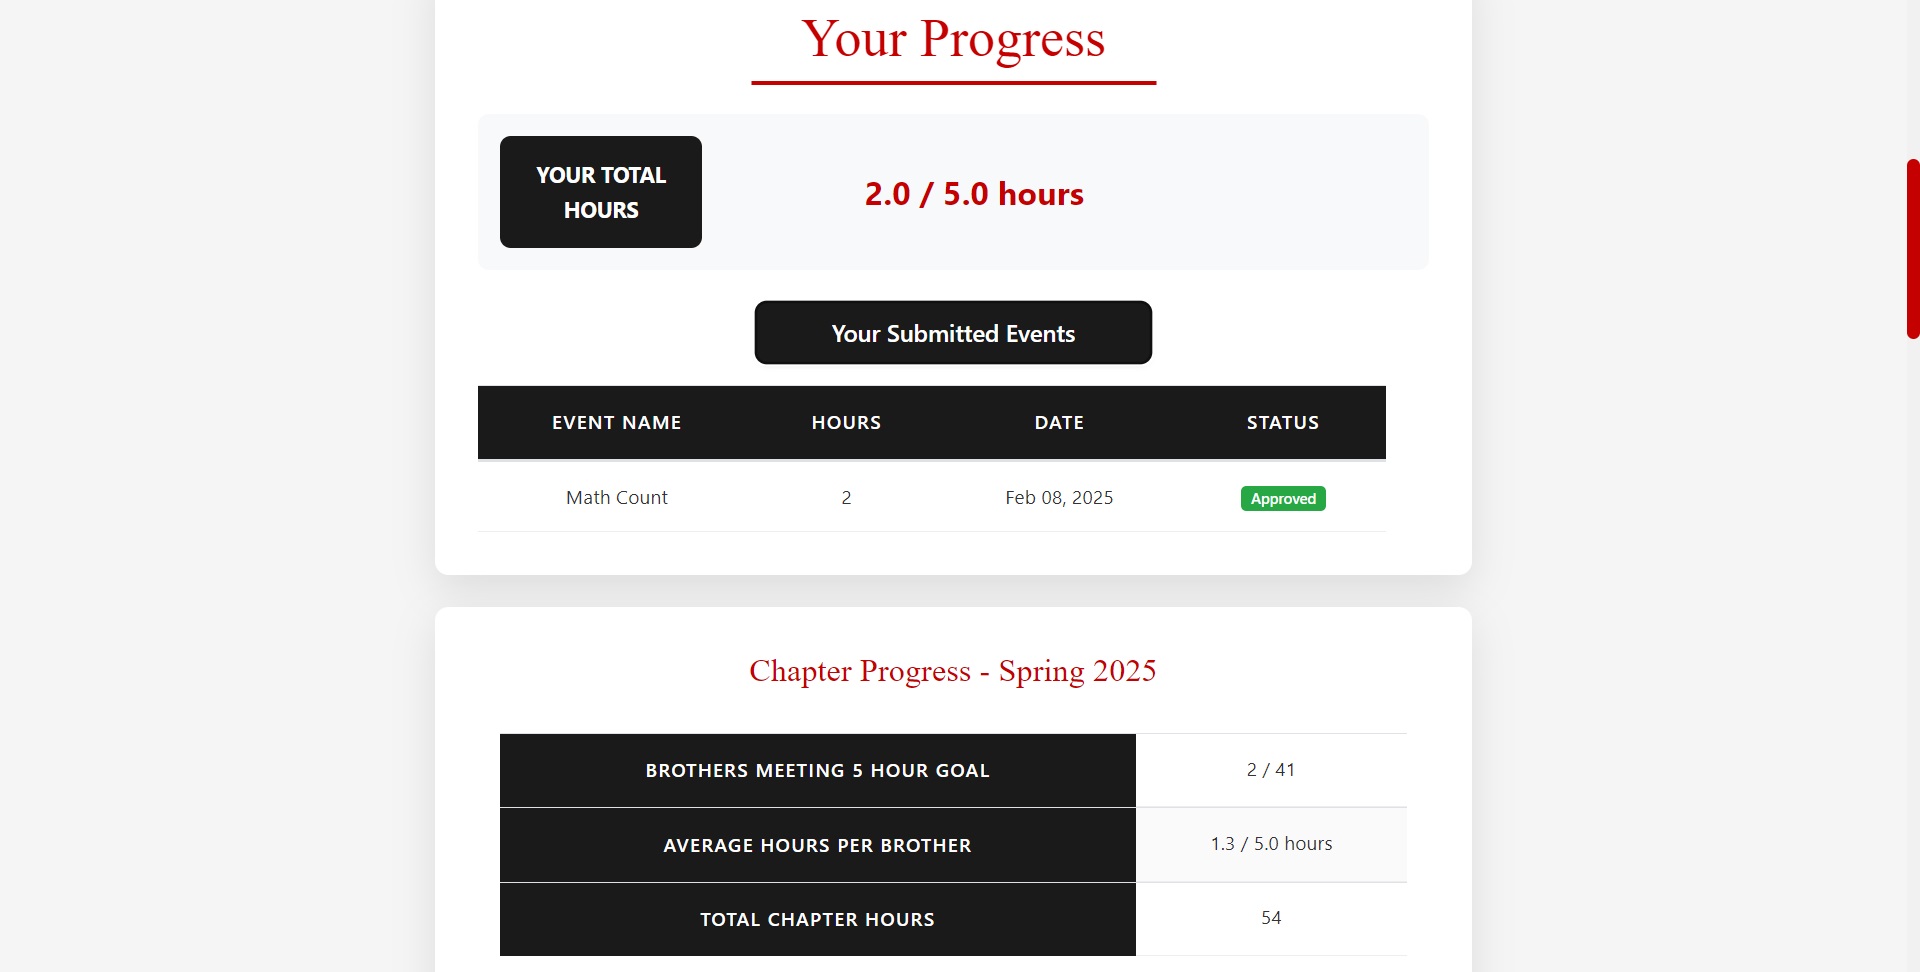 Your Progress
YOUR TOTAL
HOURS
2.0 / 5.0 hours
Your Submitted Events
EVENT NAME HOURS DATE STATUS
Math Count 2 Feb 08, 2025 Approved
Chapter Progress - Spring 2025
BROTHERS MEETING 5 HOUR GOAL 2 / 41
AVERAGE HOURS PER BROTHER 1.3 / 5.0 hours
TOTAL CHAPTER HOURS 54